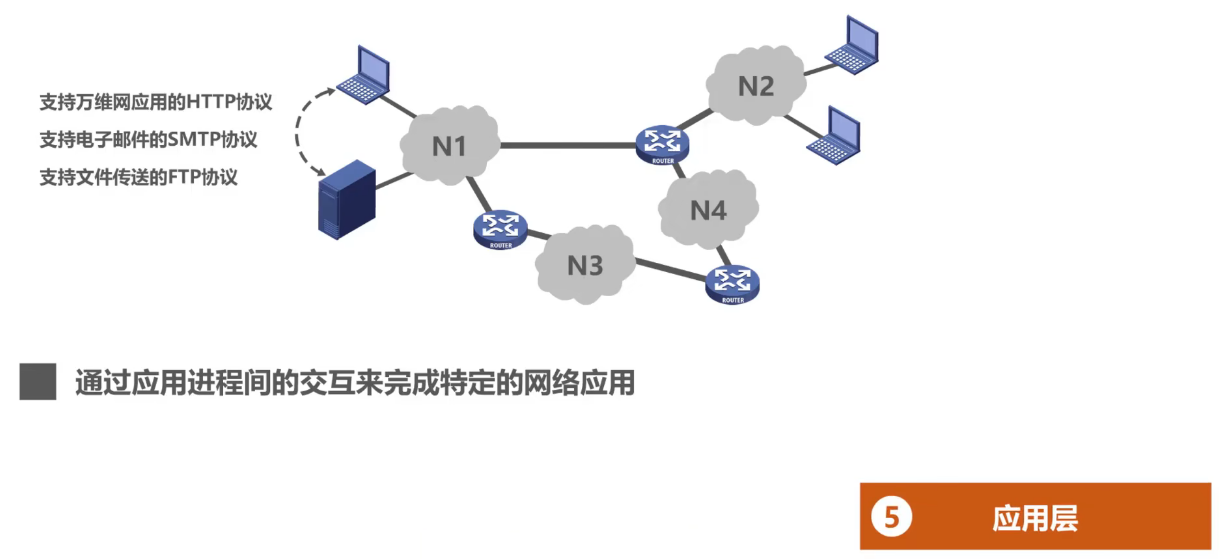 支持万维网应用的HTTP协议
支持电子邮件的SMTP协议
支持文件传送的FTP协议
N1
N2
ROUTER
N4
ROUTER
N3
ROUTER
通过应用进程间的交互来完成特定的网络应用
5 应用层